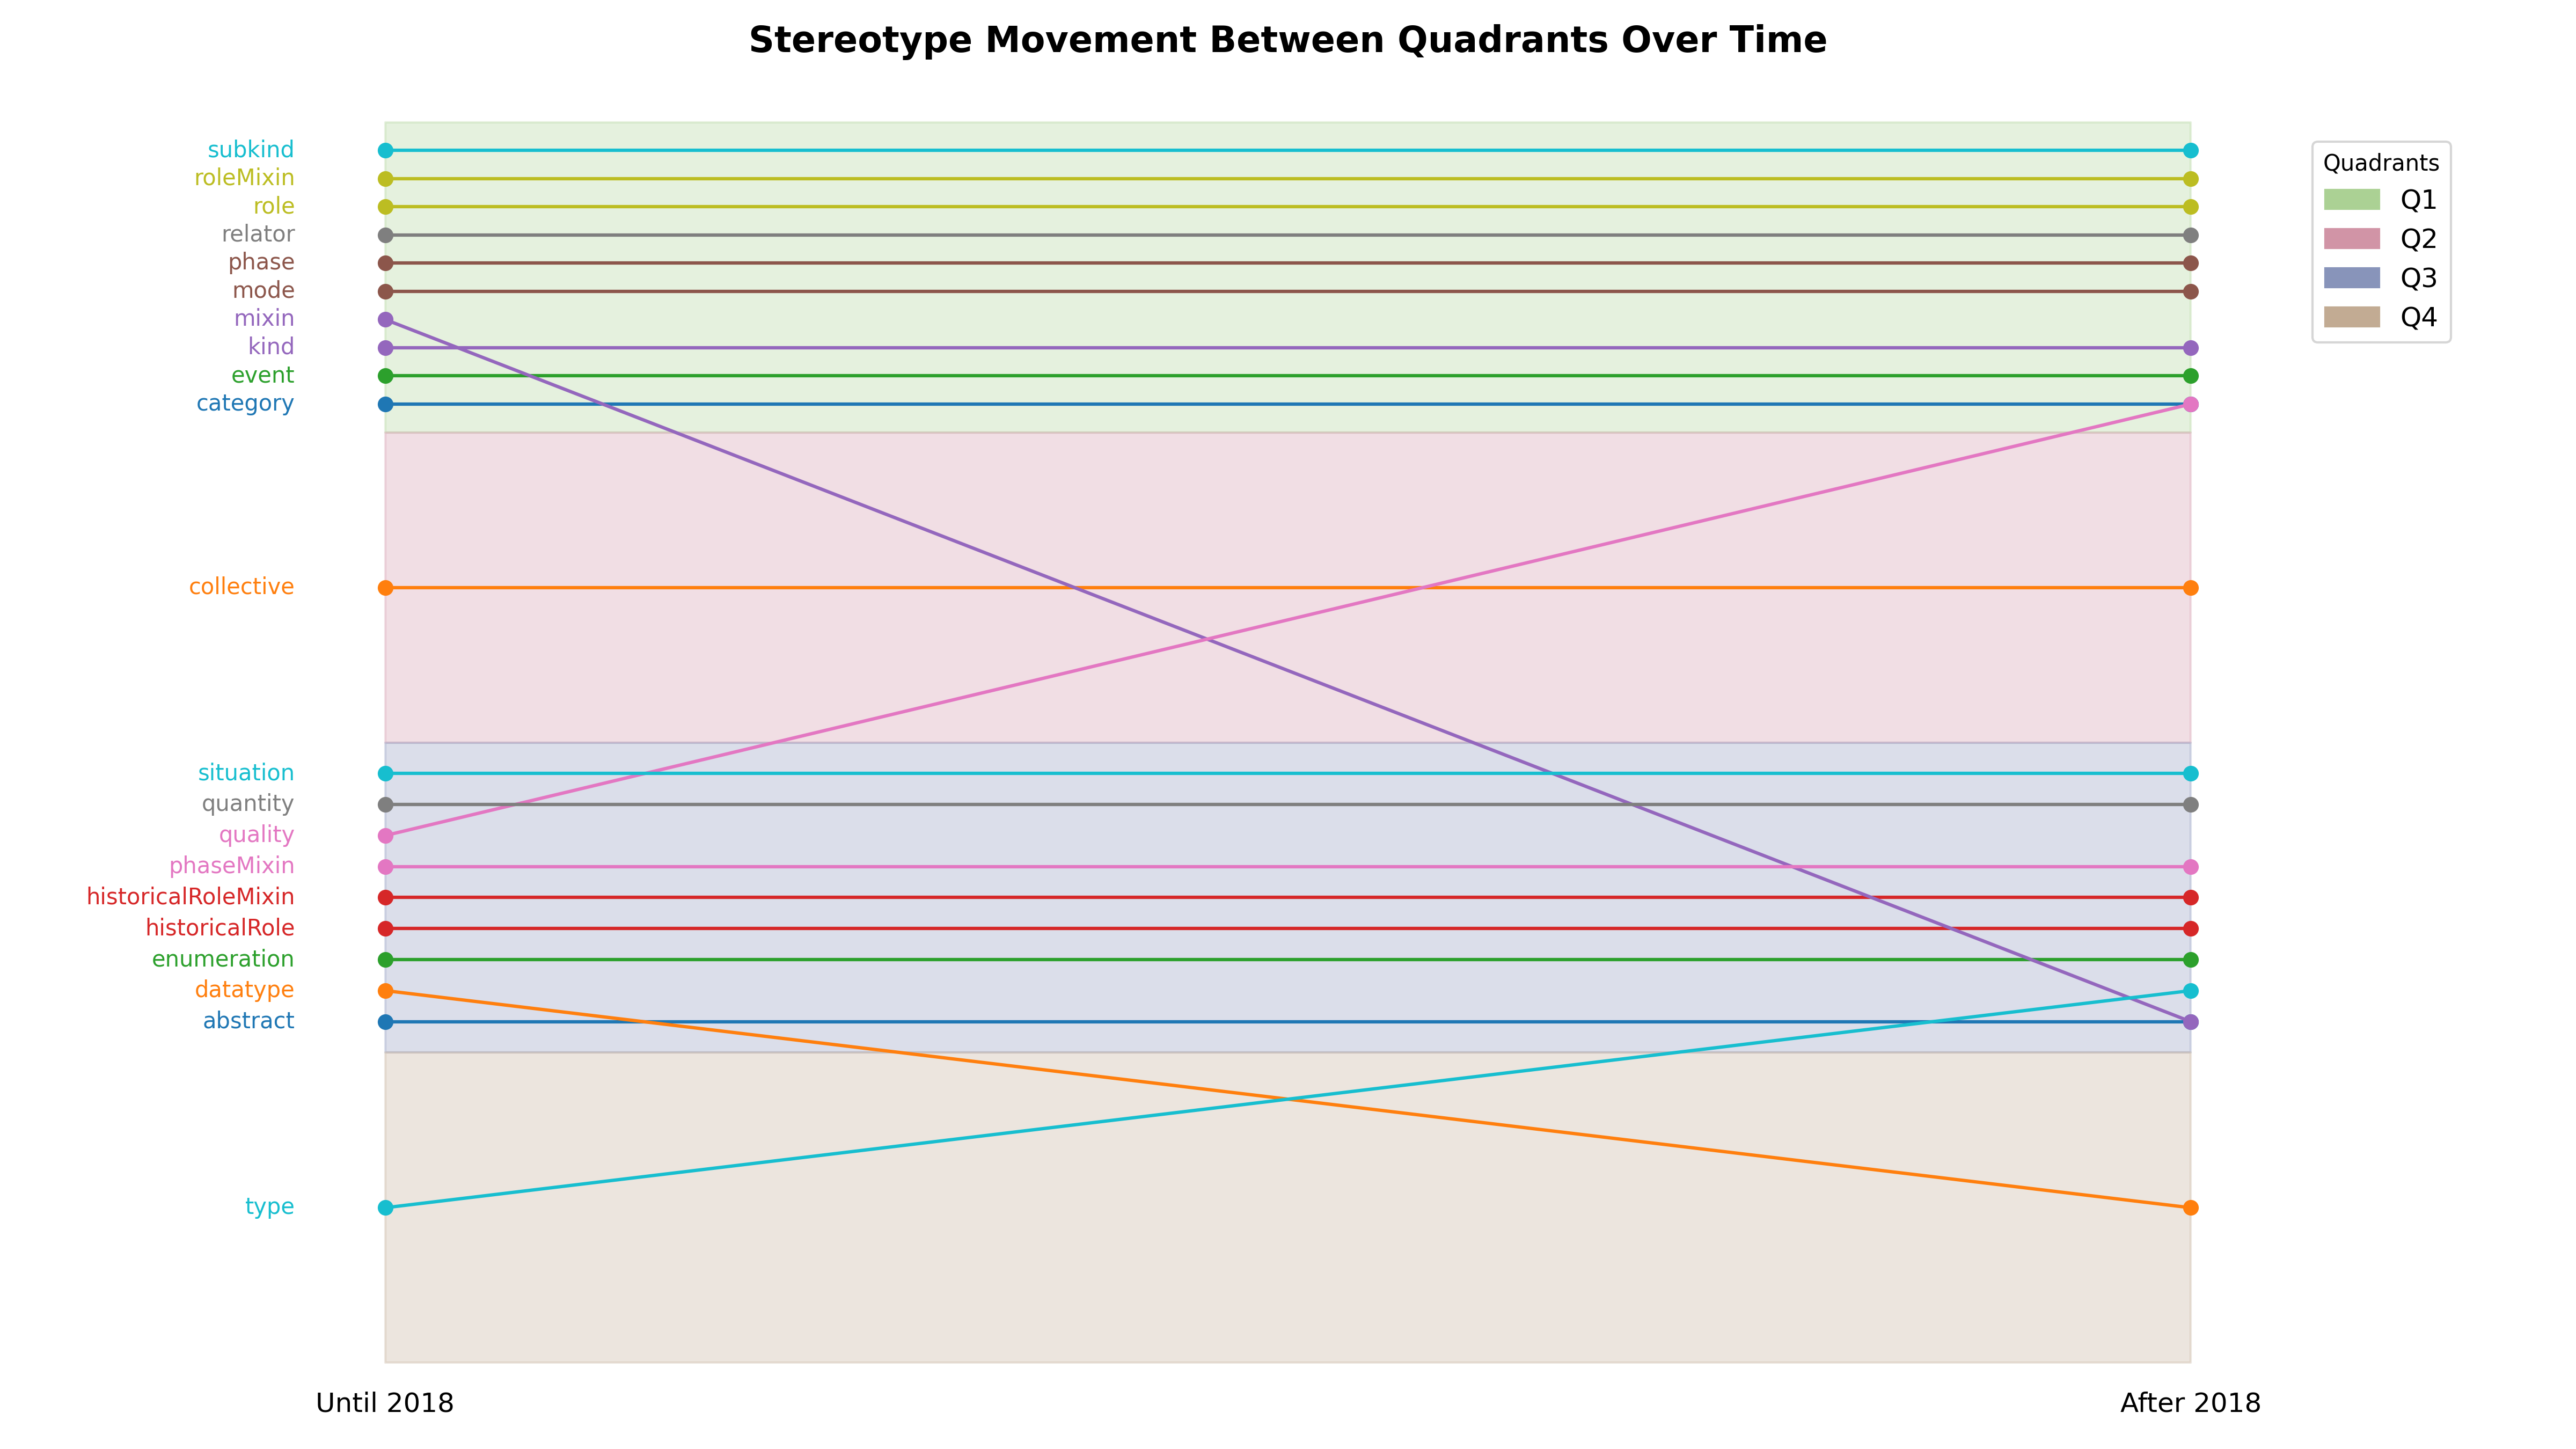 Stereotype Movement Between Quadrants Over Time
subkind
roleMixin
role
relator
phase
mode
mixin
kind
event
category
collective
situation
quantity
quality
phaseMixin
historicalRoleMixin
historicalRole
enumeration
datatype
abstract
type
Until 2018
After 2018
Quadrants
Q1
Q2
Q3
Q4